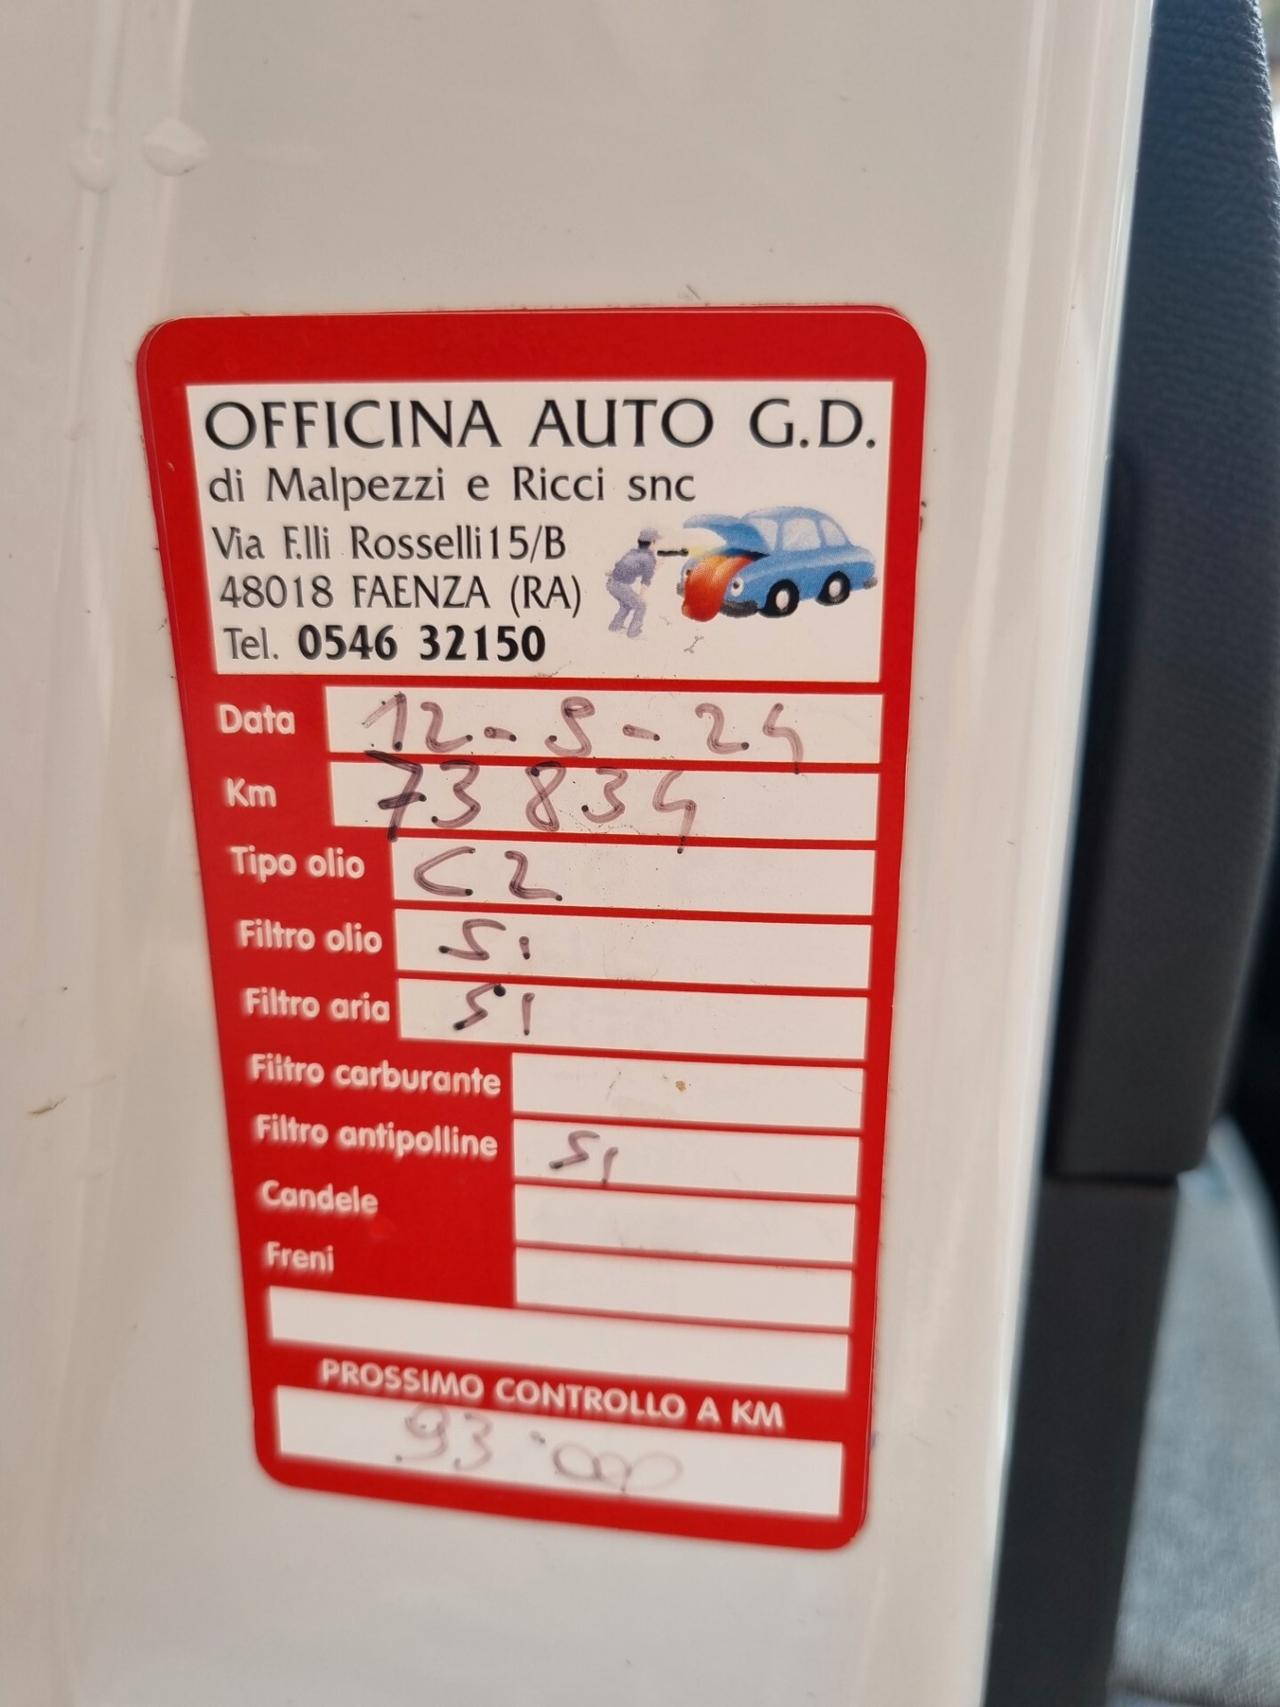 OFFICINA AUTO G.D.
di Malpezzi e Ricci snc
Via F.lli Rosselli 15/B
48018 FAENZA (RA)
Tel. 0546 32150
Data 12-9-24
Km 73834
Tipo olio C2
Filtro olio Si
Filtro aria SI
Filtro carburante
Filtro antipolline SI
Candele
Freni
PROSSIMO CONTROLLO A KM
93'000